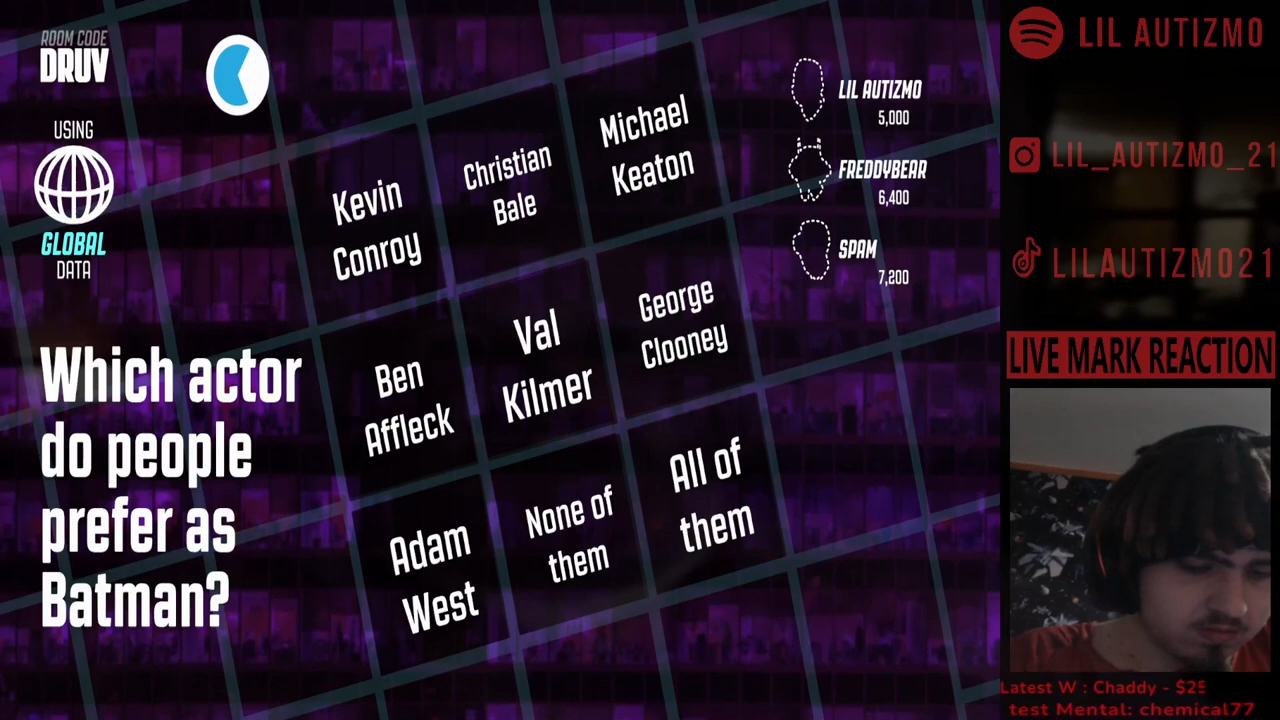 ROOM CODE
DRUV
USING
GLOBAL
DATA
Which actor
do people
prefer as
Batman?
Kevin
Conroy
Christian
Bale
Michael
Keaton
Ben
Affleck
Val
Kilmer
George
Clooney
Adam
West
None of
them
All of
them
LIL AUTIZMO
5,000
FREDDYBEAR
6,400
SPAM
7,200
LIL AUTIZMO
LIL_AUTIZMO_21
LILAUTIZMO21
LIVE MARK REACTION
Latest W : Chaddy - $25
test Mental: chemical77